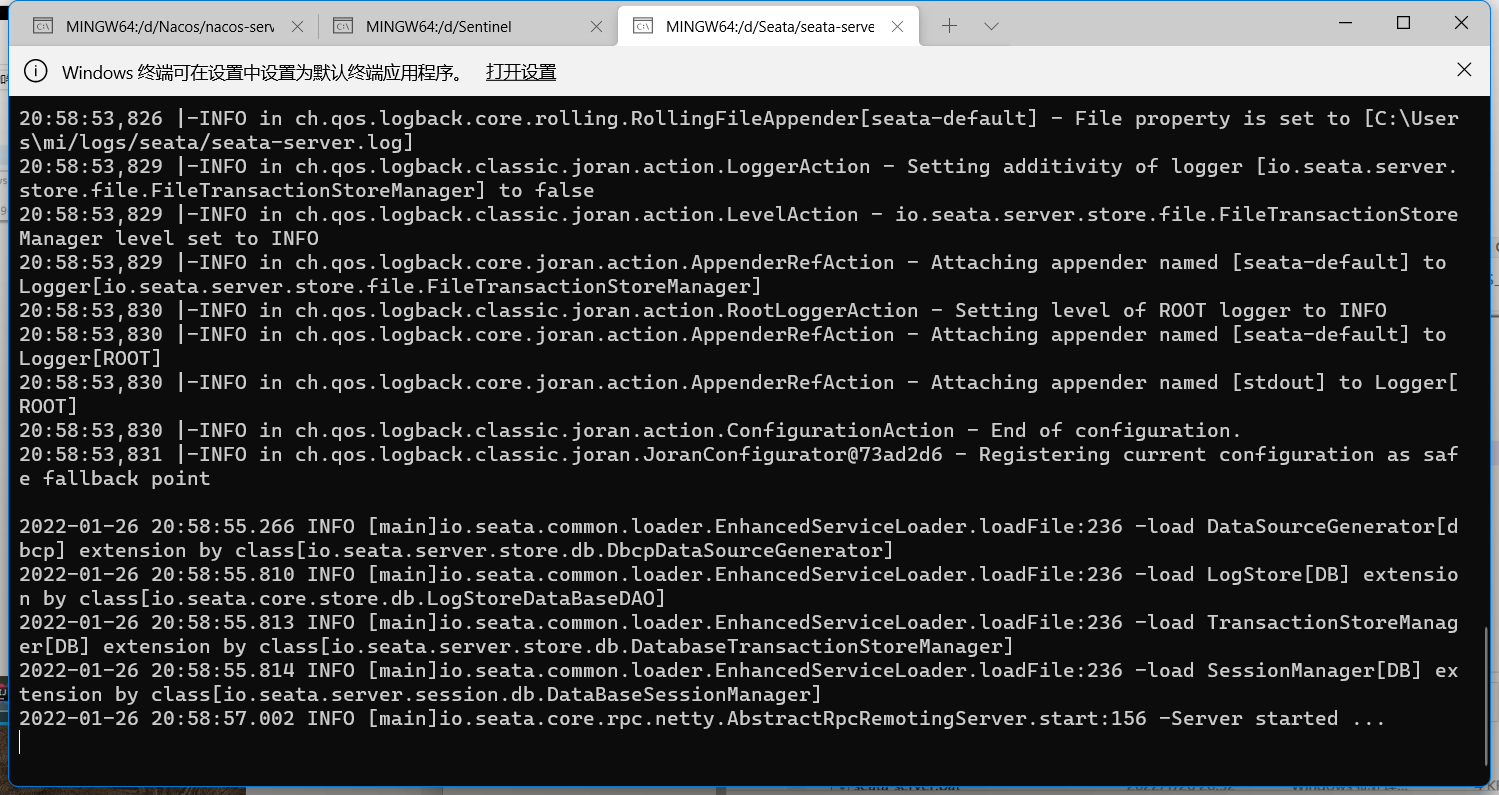 MINGW64:/d/Nacos/nacos-serv
MINGW64:/d/Sentinel
MINGW64:/d/Seata/seata-serve
Windows 终端可在设置中设置为默认终端应用程序。 打开设置
20:58:53,826 |-INFO in ch.qos.logback.core.rolling.RollingFileAppender[seata-default] - File property is set to [C:\User
s\mi/logs/seata/seata-server.log]
20:58:53,829 |-INFO in ch.qos.logback.classic.joran.action.LoggerAction - Setting additivity of logger [io.seata.server.
store.file.FileTransactionStoreManager] to false
20:58:53,829 |-INFO in ch.qos.logback.classic.joran.action.LevelAction - io.seata.server.store.file.FileTransactionStore
Manager level set to INFO
20:58:53,829 |-INFO in ch.qos.logback.core.joran.action.AppenderRefAction - Attaching appender named [seata-default] to
Logger[io.seata.server.store.file.FileTransactionStoreManager]
20:58:53,830 |-INFO in ch.qos.logback.classic.joran.action.RootLoggerAction - Setting level of ROOT logger to INFO
20:58:53,830 |-INFO in ch.qos.logback.core.joran.action.AppenderRefAction - Attaching appender named [seata-default] to
Logger[ROOT]
20:58:53,830 |-INFO in ch.qos.logback.core.joran.action.AppenderRefAction - Attaching appender named [stdout] to Logger[
ROOT]
20:58:53,830 |-INFO in ch.qos.logback.classic.joran.action.ConfigurationAction - End of configuration.
20:58:53,831 |-INFO in ch.qos.logback.classic.joran.JoranConfigurator@73ad2d6 - Registering current configuration as saf
e fallback point
2022-01-26 20:58:55.266 INFO [main]io.seata.common.loader.EnhancedServiceLoader.loadFile:236 -load DataSourceGenerator[d
bcp] extension by class[io.seata.server.store.db.DbcpDataSourceGenerator]
2022-01-26 20:58:55.810 INFO [main]io.seata.common.loader.EnhancedServiceLoader.loadFile:236 -load LogStore[DB] extensio
n by class[io.seata.core.store.db.LogStoreDataBaseDAO]
2022-01-26 20:58:55.813 INFO [main]io.seata.common.loader.EnhancedServiceLoader.loadFile:236 -load TransactionStoreManag
er[DB] extension by class[io.seata.server.store.db.DatabaseTransactionStoreManager]
2022-01-26 20:58:55.814 INFO [main]io.seata.common.loader.EnhancedServiceLoader.loadFile:236 -load SessionManager[DB] ex
tension by class[io.seata.server.session.db.DataBaseSessionManager]
2022-01-26 20:58:57.002 INFO [main]io.seata.core.rpc.netty.AbstractRpcRemotingServer.start:156 -Server started ...